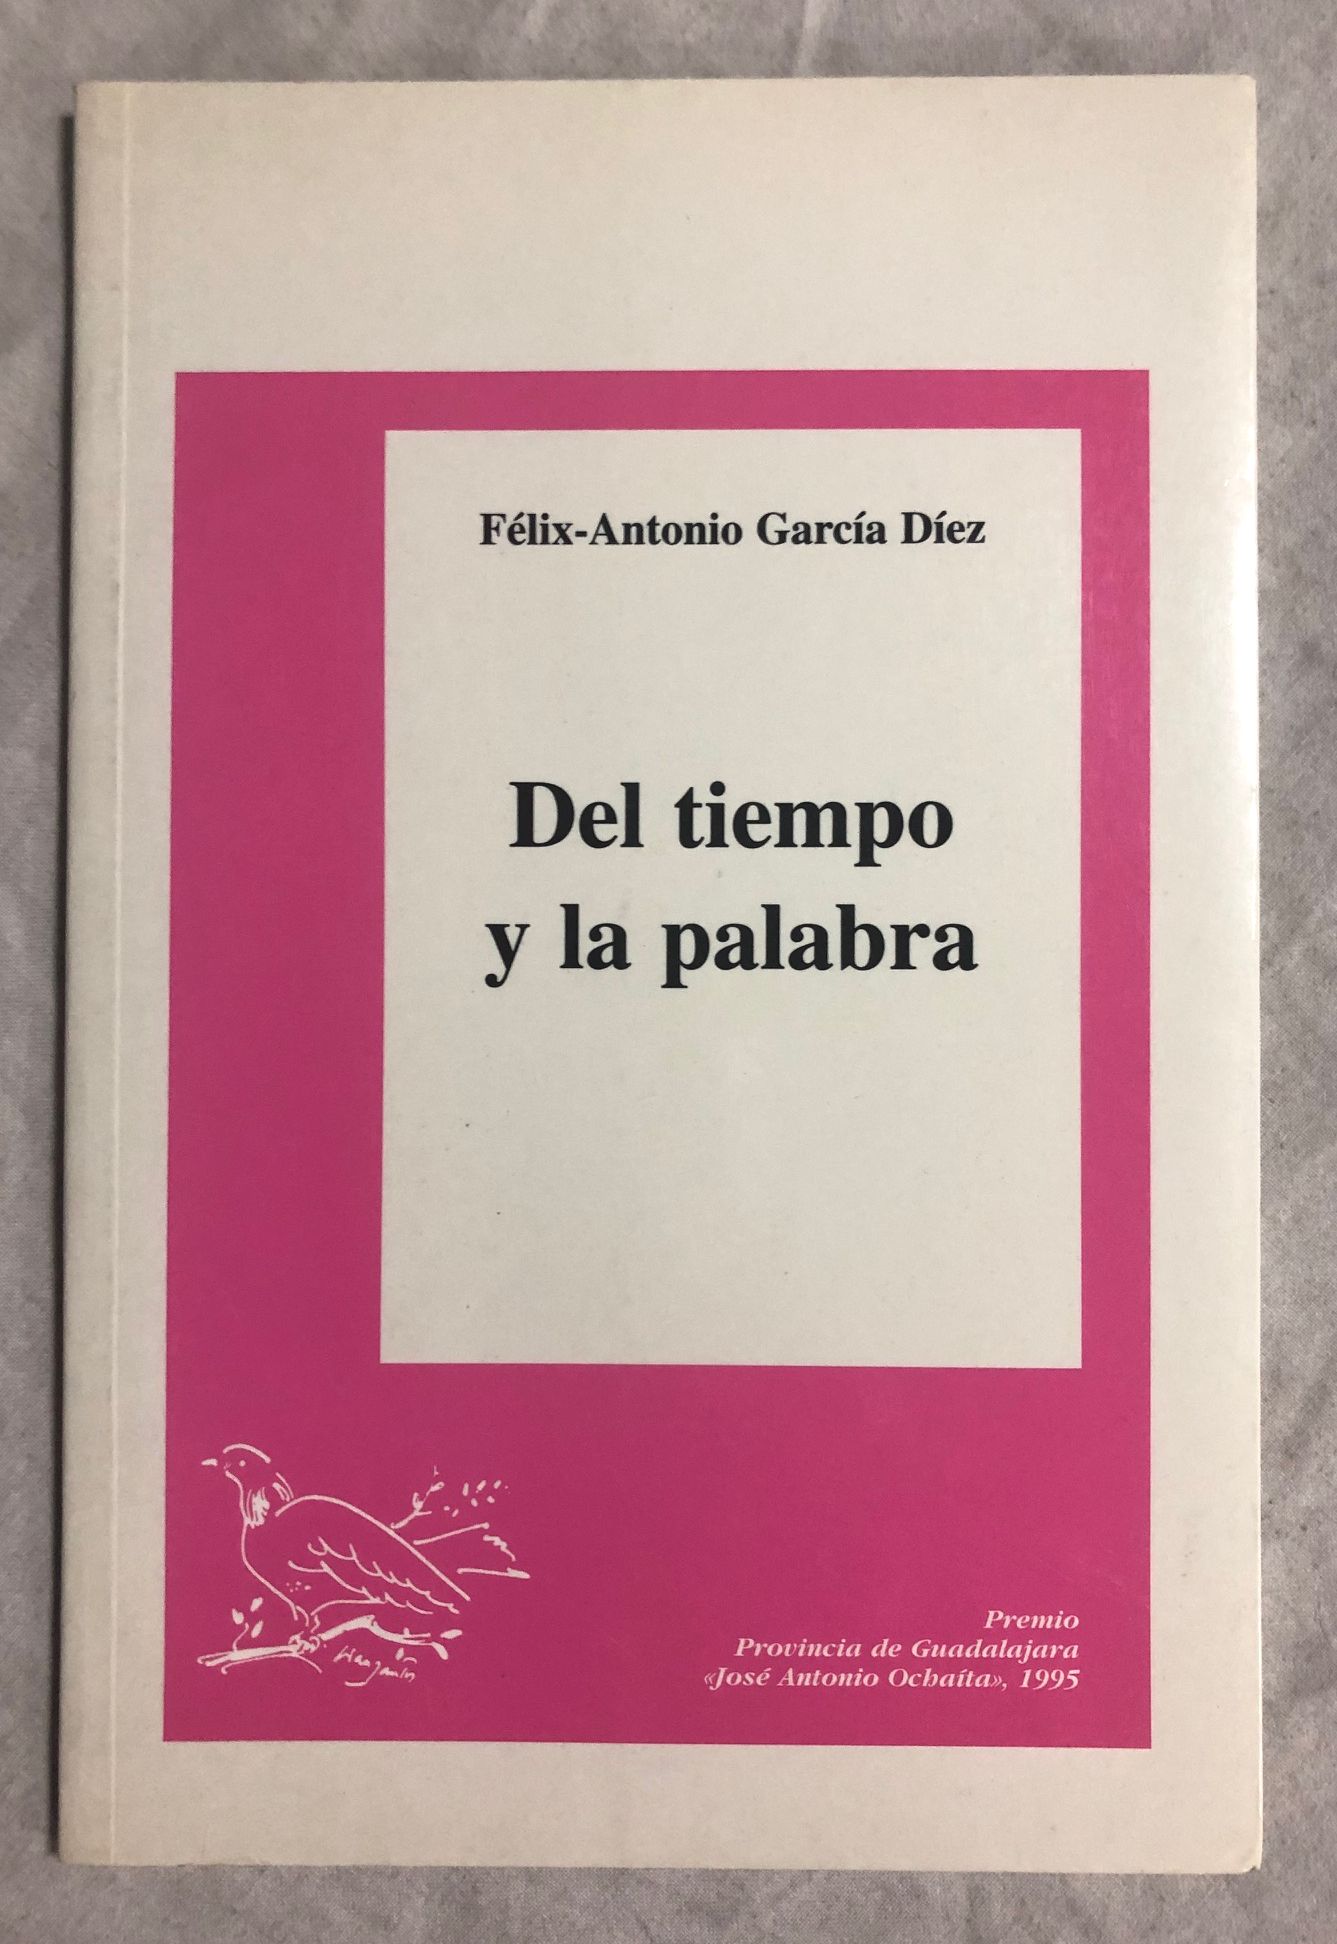 Félix-Antonio García Díez
Del tiempo
y la palabra
Premio
Provincia de Guadalajara
«José Antonio Ochaíta», 1995